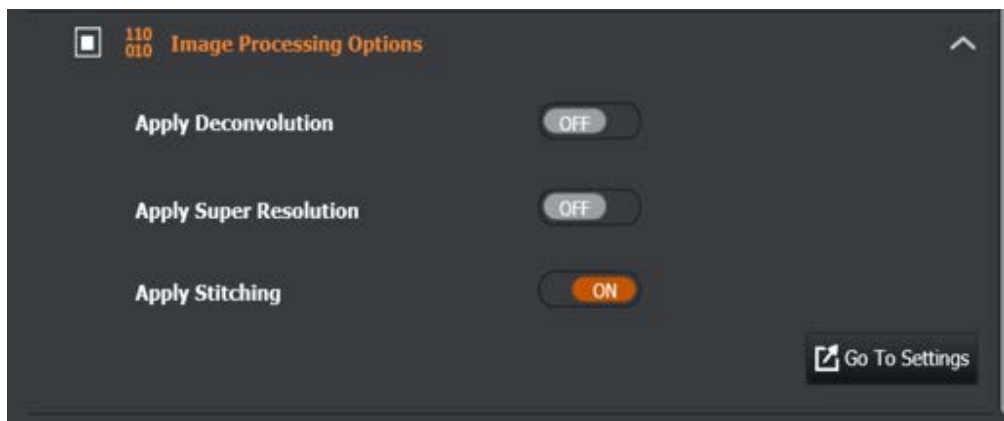 110
010
Image Processing Options
Apply Deconvolution
OFF
Apply Super Resolution
OFF
Apply Stitching
ON
Go To Settings